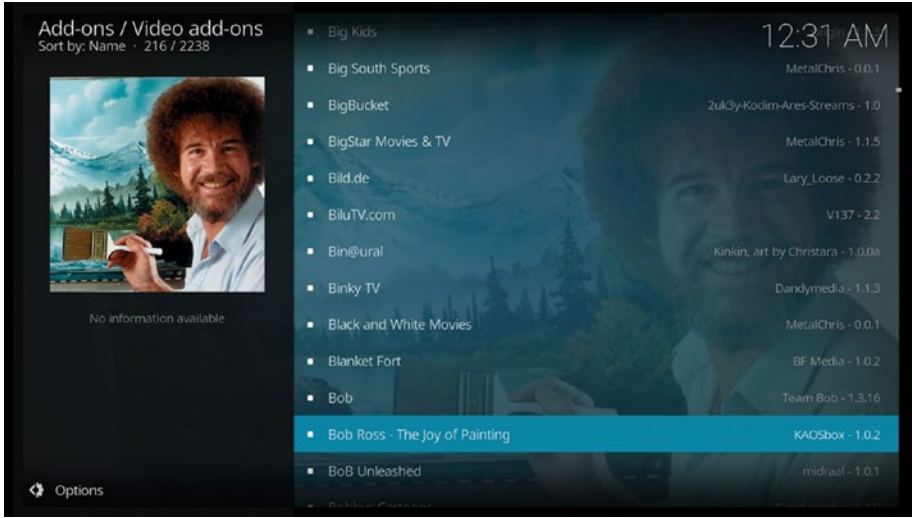 Add-ons / Video add-ons
Sort by: Name · 216 / 2238
12:31 AM
Big Kids
Big South Sports MetalChris - 0.0.1
BigBucket 2uk3y-Kodim-Ares-Streams - 1.0
BigStar Movies & TV MetalChris - 1.1.5
Bild.de Lary_Loose - 0.2.2
BiluTV.com V137 - 2.2
Bin@ural Kinkin, art by Christara - 1.0.0a
Binky TV Dandymedia - 1.1.3
Black and White Movies MetalChris - 0.0.1
Blanket Fort BF Media - 1.0.2
Bob Team Bob - 1.3.16
Bob Ross - The Joy of Painting KAOSbox - 1.0.2
BoB Unleashed midraal - 1.0.1
No information available
Options